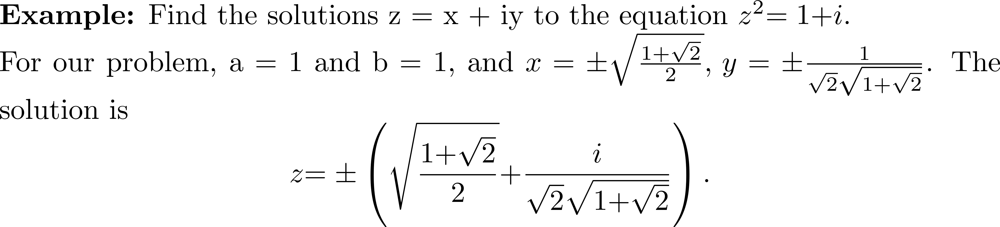 Example: Find the solutions z = x + iy to the equation $z^2 = 1+i$.
For our problem, a = 1 and b = 1, and $x = \pm\sqrt{\frac{1+\sqrt{2}}{2}}$, $y = \pm\frac{1}{\sqrt{2}\sqrt{1+\sqrt{2}}}$. The
solution is
$z = \pm\left(\sqrt{\frac{1+\sqrt{2}}{2}}+\frac{i}{\sqrt{2}\sqrt{1+\sqrt{2}}}\right).$